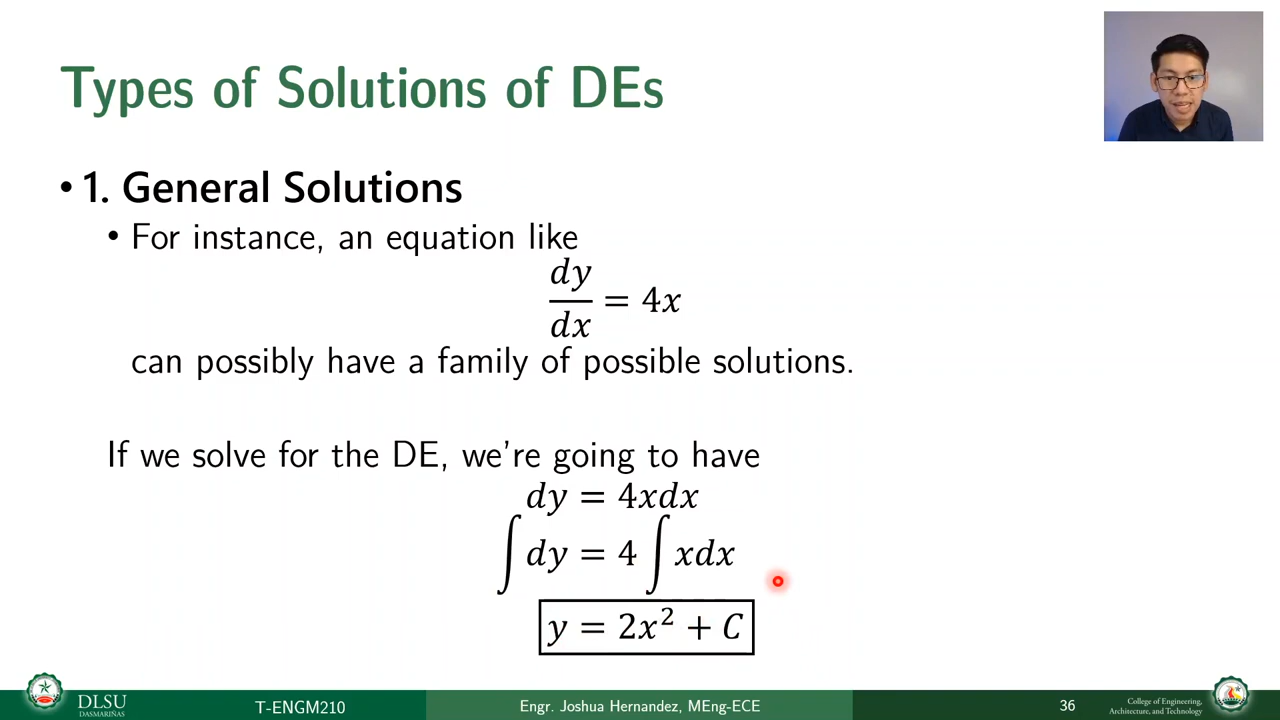 Types of Solutions of DEs
• 1. General Solutions
• For instance, an equation like
dy/dx = 4x
can possibly have a family of possible solutions.
If we solve for the DE, we're going to have
dy = 4xdx
∫dy = 4∫xdx
y = 2x² + C
DLSU
DASMARIÑAS
T-ENGM210
Engr. Joshua Hernandez, MEng-ECE
36
College of Engineering,
Architecture, and Technology